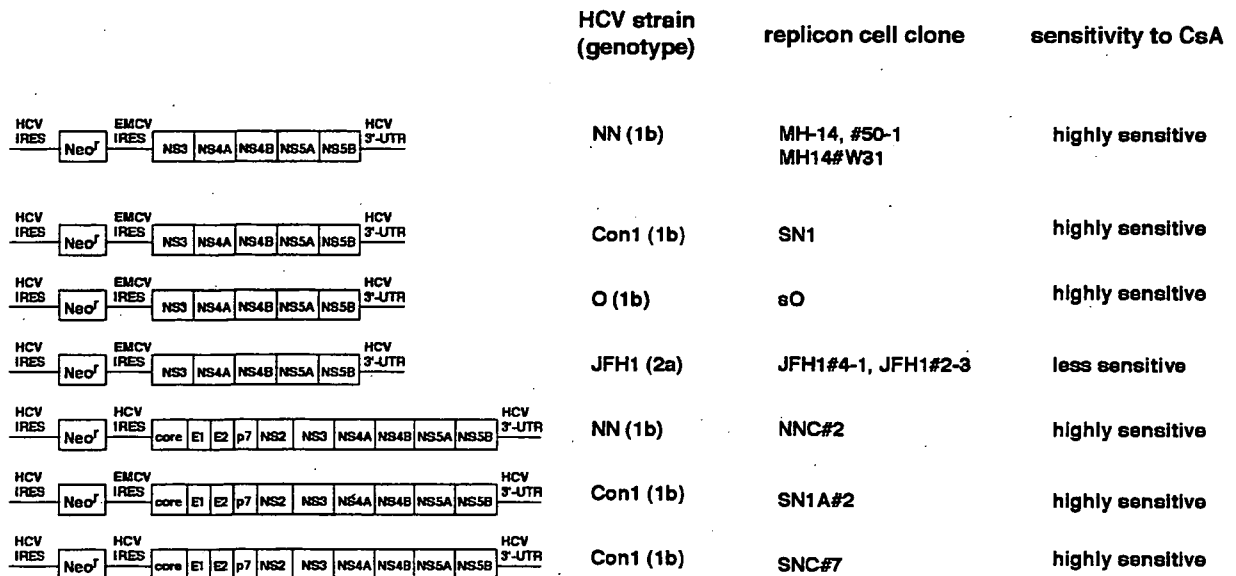 HCV strain
(genotype) replicon cell clone sensitivity to CsA
HCV IRES Neor EMCV IRES NS3 NS4A NS4B NS5A NS5B HCV 3'-UTR NN (1b) MH-14, #50-1 highly sensitive
MH14#W31
HCV IRES Neor EMCV IRES NS3 NS4A NS4B NS5A NS5B HCV 3'-UTR Con1 (1b) SN1 highly sensitive
HCV IRES Neor EMCV IRES NS3 NS4A NS4B NS5A NS5B HCV 3'-UTR O (1b) sO highly sensitive
HCV IRES Neor EMCV IRES NS3 NS4A NS4B NS5A NS5B HCV 3'-UTR JFH1 (2a) JFH1#4-1, JFH1#2-3 less sensitive
HCV IRES Neor HCV IRES core E1 E2 p7 NS2 NS3 NS4A NS4B NS5A NS5B HCV 3'-UTR NN (1b) NNC#2 highly sensitive
HCV IRES Neor EMCV IRES core E1 E2 p7 NS2 NS3 NS4A NS4B NS5A NS5B HCV 3'-UTR Con1 (1b) SN1A#2 highly sensitive
HCV IRES Neor HCV IRES core E1 E2 p7 NS2 NS3 NS4A NS4B NS5A NS5B HCV 3'-UTR Con1 (1b) SNC#7 highly sensitive